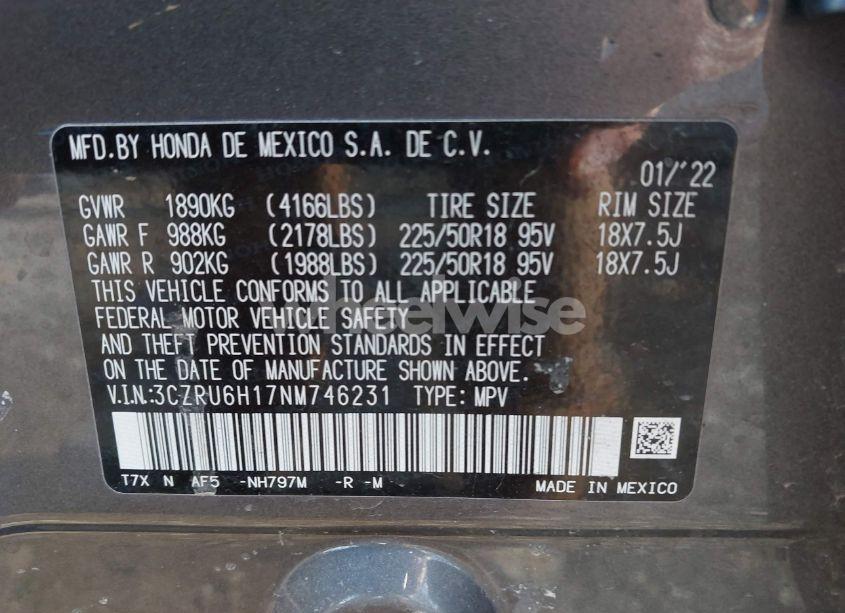 MFD.BY HONDA DE MEXICO S.A. DE C.V.
01/'22
GVWR 1890KG (4166LBS) TIRE SIZE RIM SIZE
GAWR F 988KG (2178LBS) 225/50R18 95V 18X7.5J
GAWR R 902KG (1988LBS) 225/50R18 95V 18X7.5J
THIS VEHICLE CONFORMS TO ALL APPLICABLE
FEDERAL MOTOR VEHICLE SAFETY
AND THEFT PREVENTION STANDARDS IN EFFECT
ON THE DATE OF MANUFACTURE SHOWN ABOVE.
V.I.N.:3CZRU6H17NM746231 TYPE: MPV
T7X N AF5 -NH797M -R -M
MADE IN MEXICO
Wheelwise